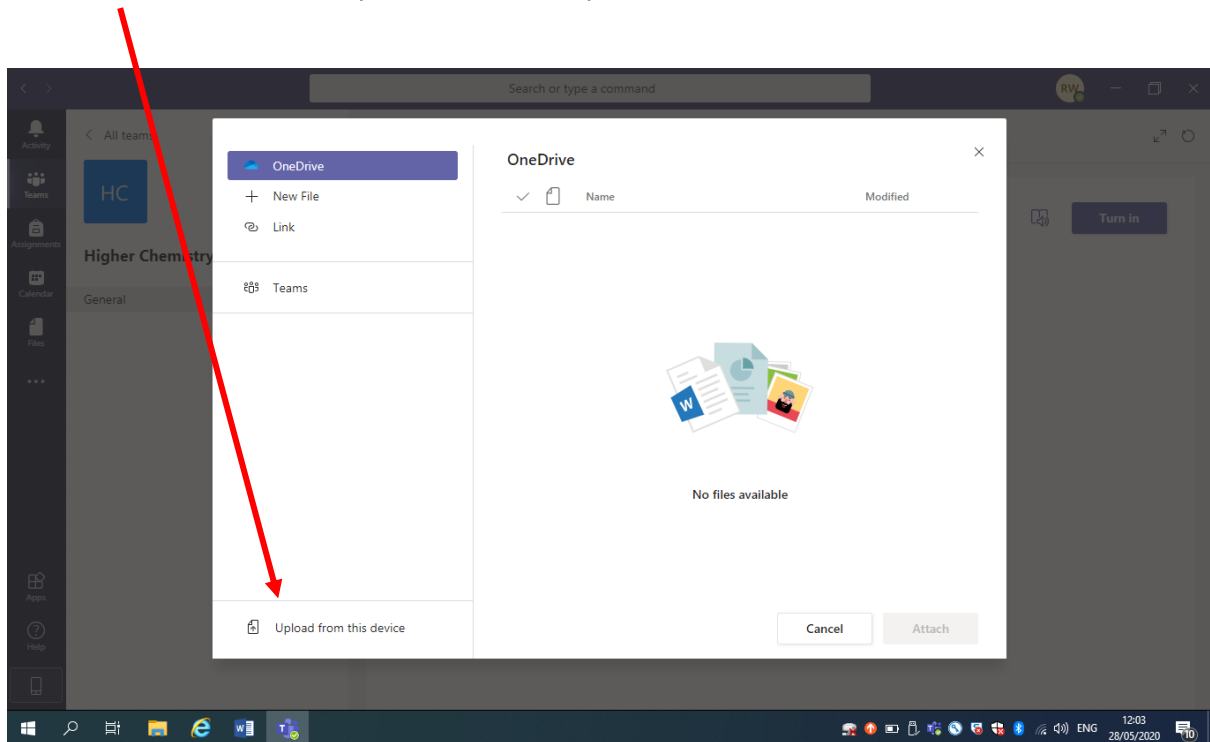 Search or type a command
RW
Activity
All teams
HC
Teams
Assignments
Higher Chemistry
Calendar
General
Files
OneDrive
New File
Link
Teams
Upload from this device
OneDrive
Name
Modified
W
No files available
Cancel
Attach
Turn in
Apps
Help
ENG
12:03
28/05/2020
10